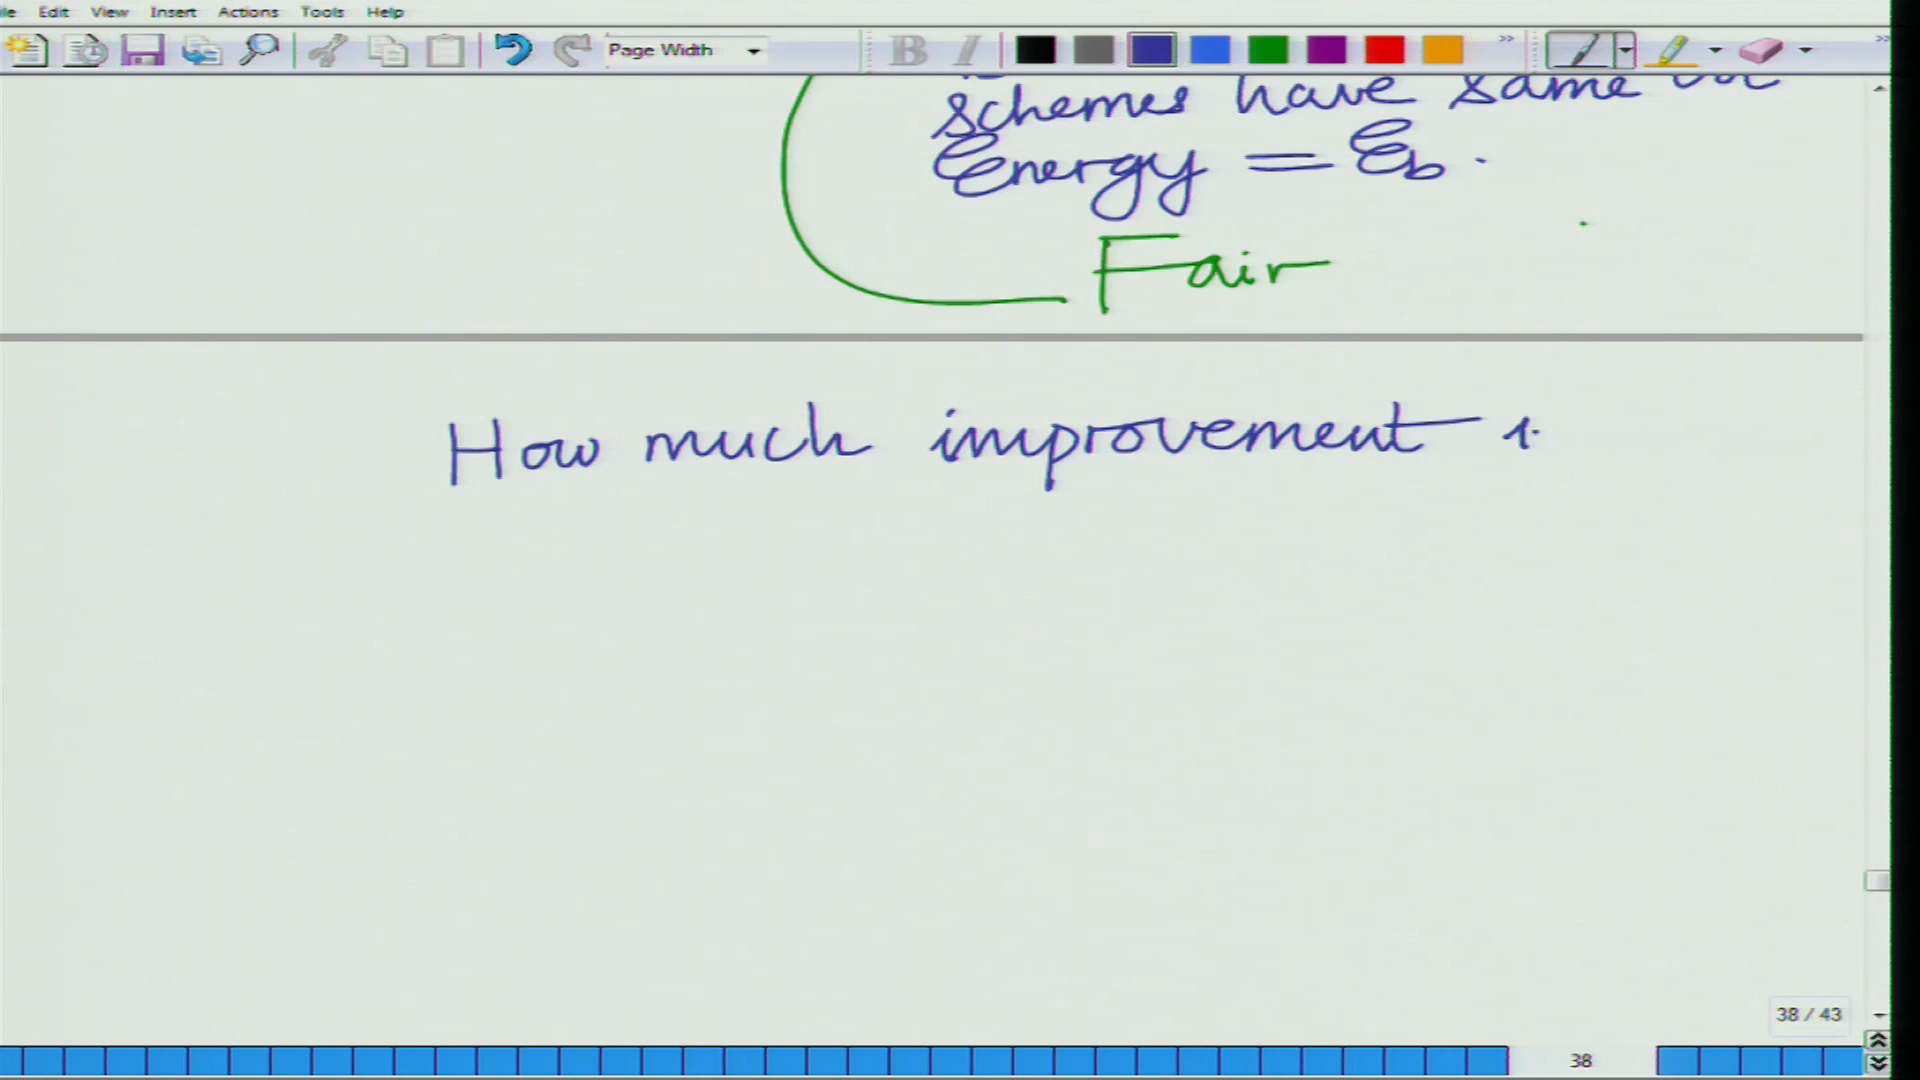 Edit View Insert Actions Tools Help
Page Width
B I
schemes have same
Energy = Eb.
Fair
How much improvement
38 / 43
38